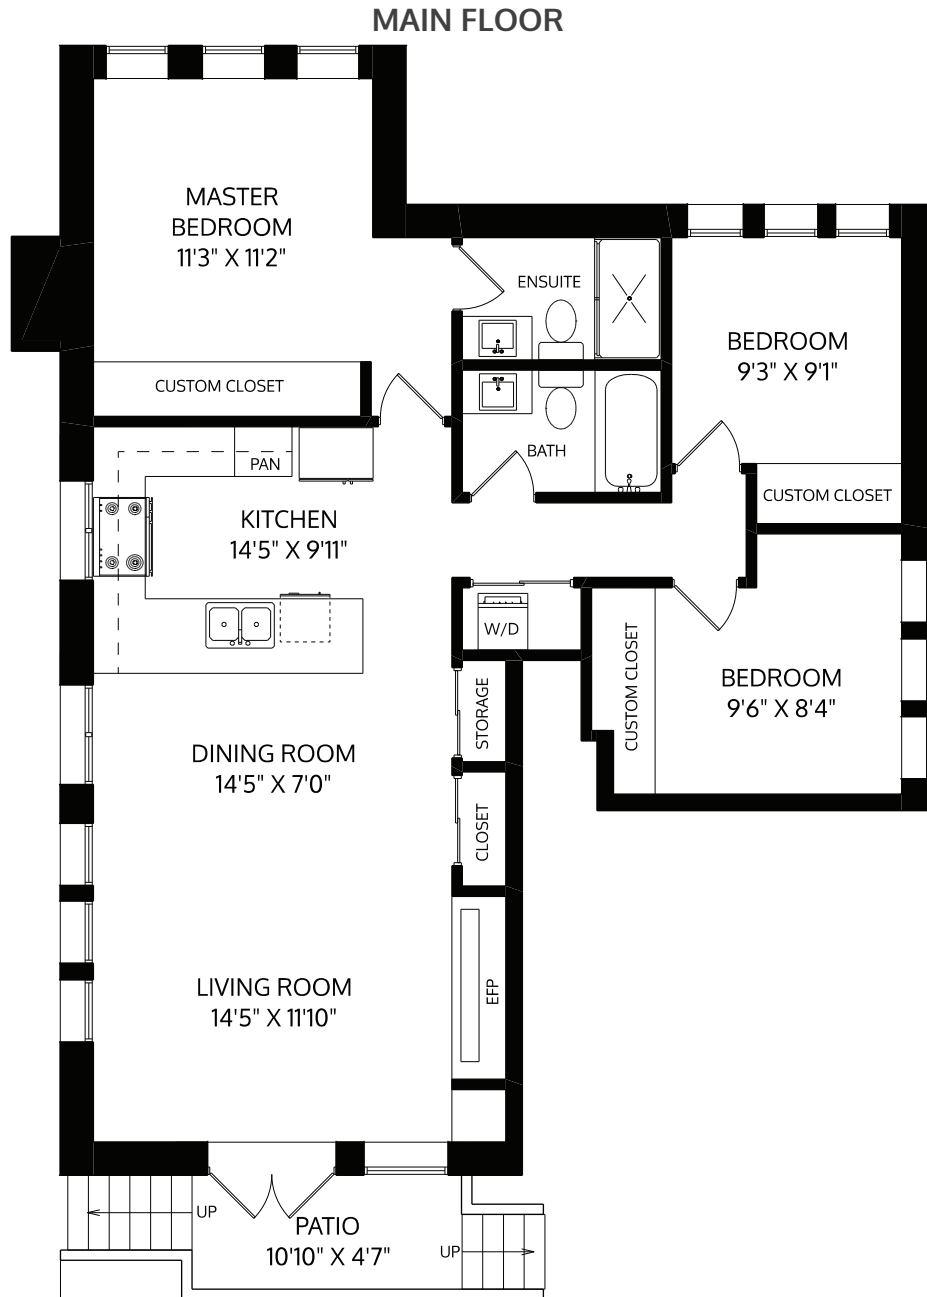 MAIN FLOOR
MASTER
BEDROOM
11'3" X 11'2"
ENSUITE
BEDROOM
9'3" X 9'1"
CUSTOM CLOSET
BATH
PAN
CUSTOM CLOSET
KITCHEN
14'5" X 9'11"
W/D
CUSTOM CLOSET
BEDROOM
9'6" X 8'4"
STORAGE
DINING ROOM
14'5" X 7'0"
CLOSET
LIVING ROOM
14'5" X 11'10"
EFP
UP
PATIO
10'10" X 4'7"
UP